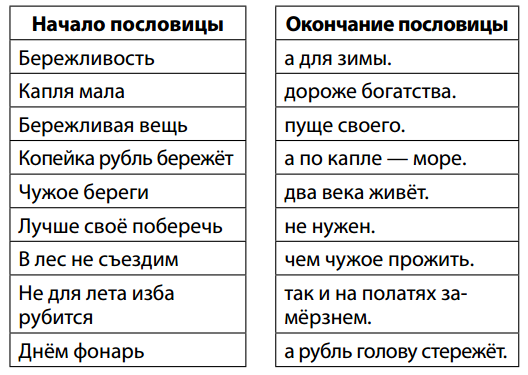 Начало пословицы
Бережливость
Капля мала
Бережливая вещь
Копейка рубль бережёт
Чужое береги
Лучше своё поберечь
В лес не съездим
Не для лета изба
рубится
Днём фонарь
Окончание пословицы
а для зимы.
дороже богатства.
пуще своего.
а по капле — море.
два века живёт.
не нужен.
чем чужое прожить.
так и на полатях за-
мёрзнем.
а рубль голову стережёт.